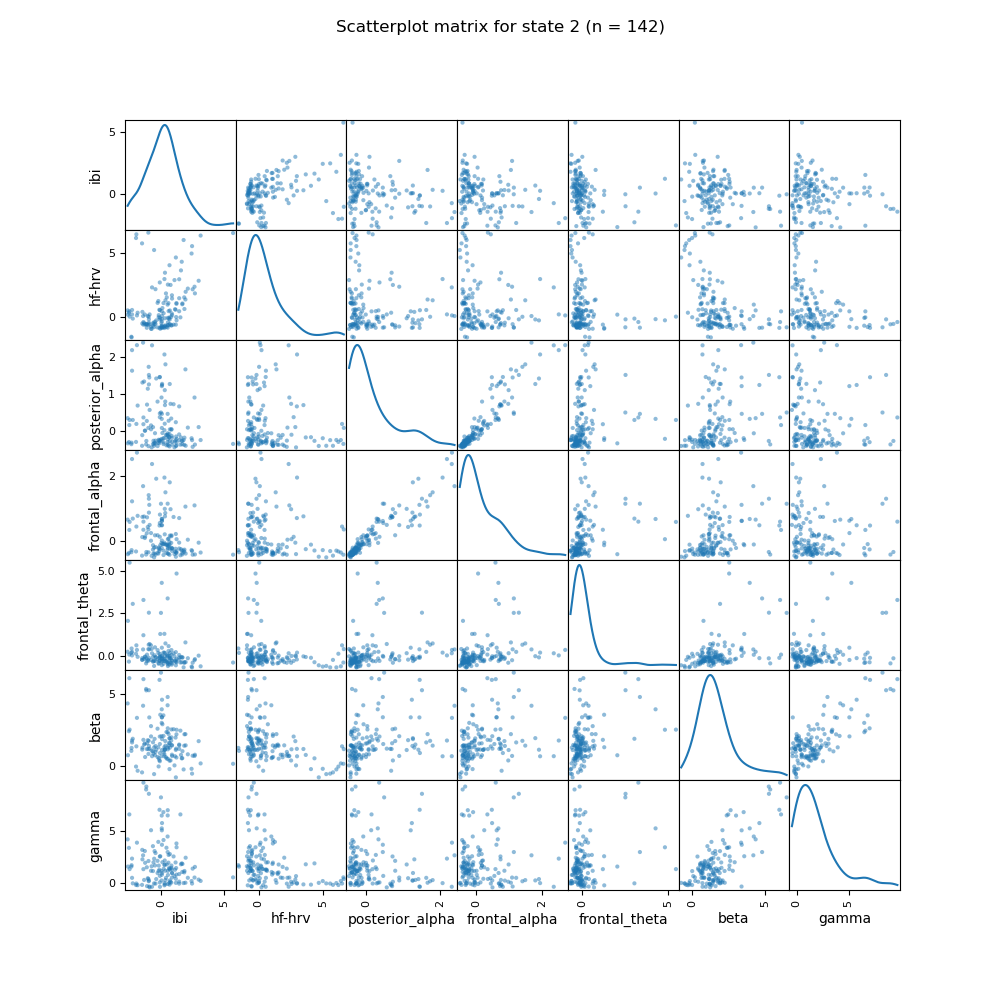 Scatterplot matrix for state 2 (n = 142)
5
0
ibi
5
0
hf-hrv
2
1
0
posterior_alpha
2
0
frontal_alpha
5.0
2.5
0.0
frontal_theta
5
0
beta
5
0
gamma
0 5 0 5 0 2 0 2 0 5 0 5 0 5
ibi hf-hrv posterior_alpha frontal_alpha frontal_theta beta gamma